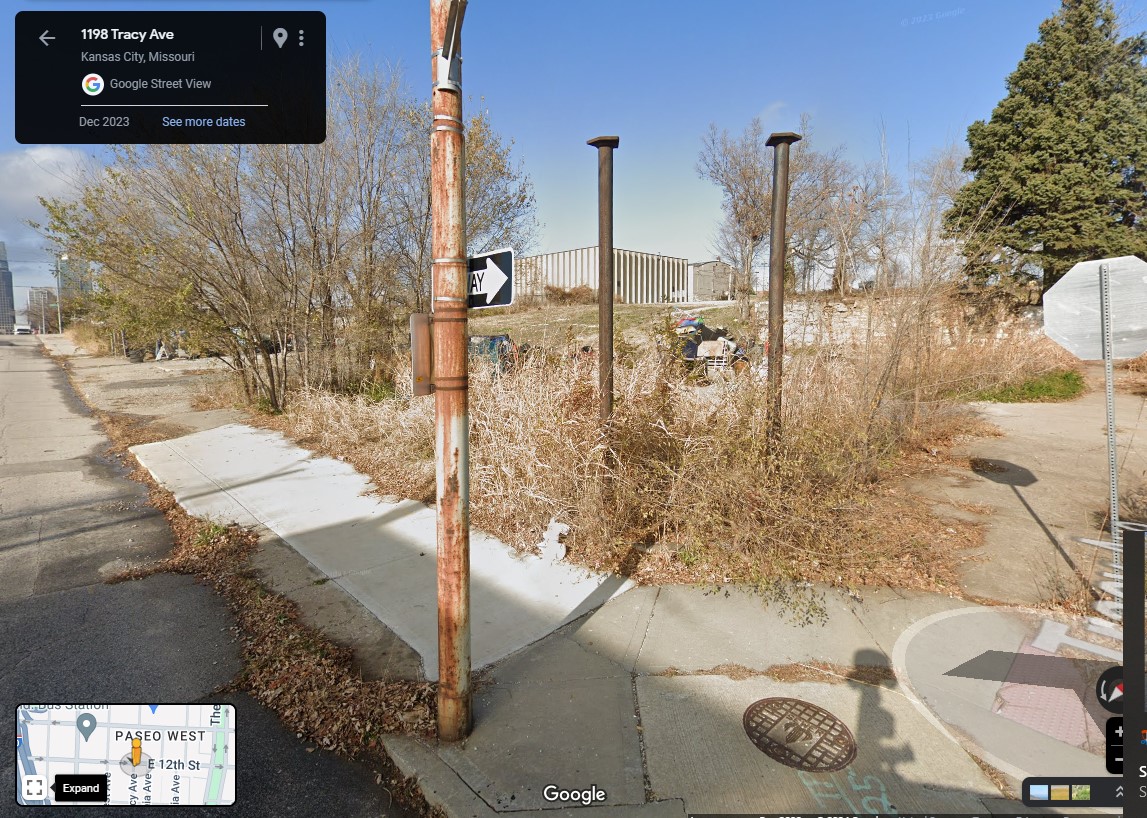 1198 Tracy Ave
Kansas City, Missouri
Google Street View
Dec 2023 See more dates
AY
PASEO WEST
The
E 12th St
Expand
Google